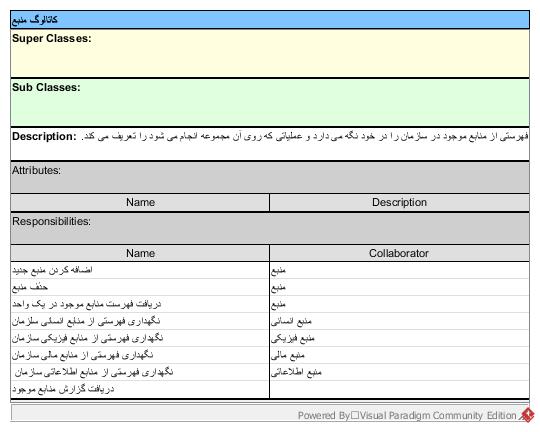 کاتالوگ منبع
Super Classes:
Sub Classes:
Description: فهرستی از منابع موجود در سازمان را در خود نگه می دارد و عملیاتی که روی آن مجموعه انجام می شود را تعریف می کند.
Attributes:
Name Description
Responsibilities:
Name Collaborator
اضافه کردن منبع جدید منبع
حذف منبع منبع
دریافت فهرست منابع موجود در یک واحد منبع
نگهداری فهرستی از منابع انسانی سازمان منبع انسانی
نگهداری فهرستی از منابع فیزیکی سازمان منبع فیزیکی
نگهداری فهرستی از منابع مالی سازمان منبع مالی
نگهداری فهرستی از منابع اطلاعاتی سازمان منبع اطلاعاتی
دریافت گزارش منابع موجود
Powered By□Visual Paradigm Community Edition